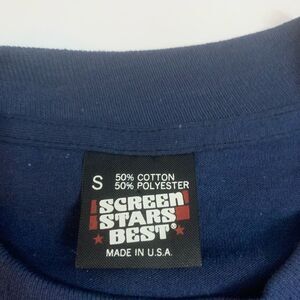 S 50% COTTON
50% POLYESTER
SCREEN
STARS
BEST®
MADE IN U.S.A.